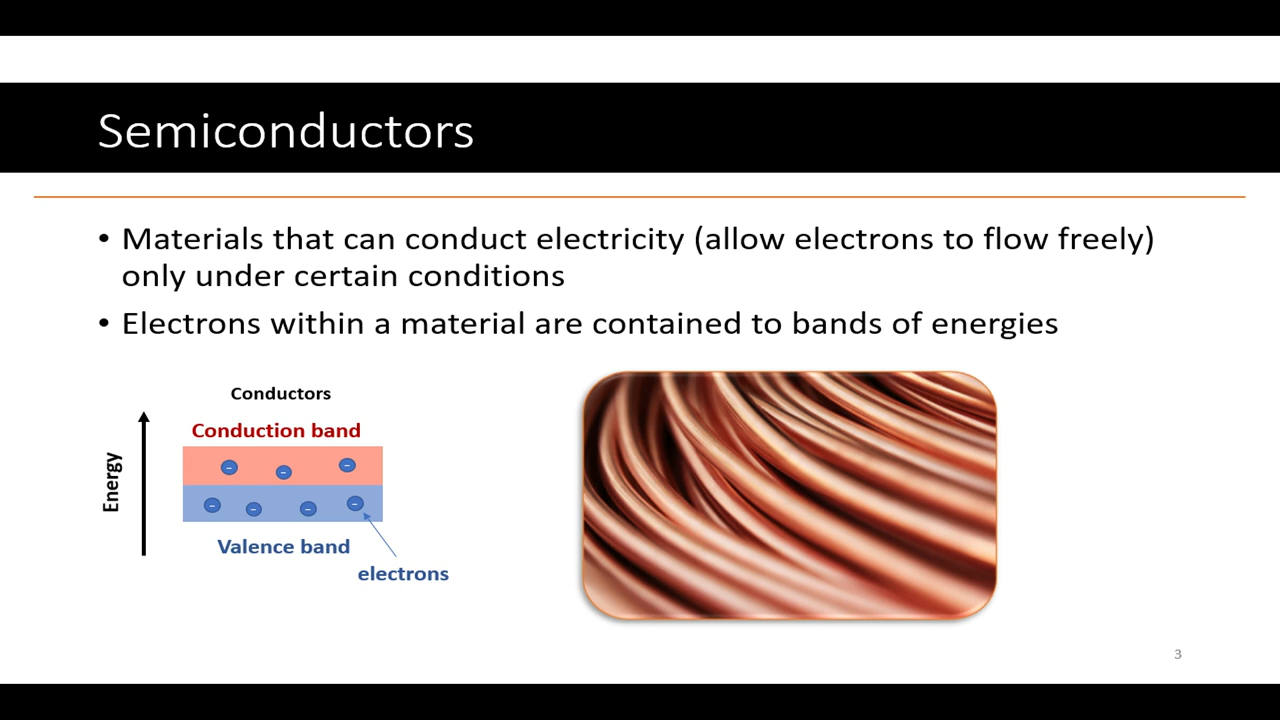 Semiconductors
• Materials that can conduct electricity (allow electrons to flow freely)
only under certain conditions
• Electrons within a material are contained to bands of energies
Conductors
Conduction band
Energy
Valence band
electrons
3